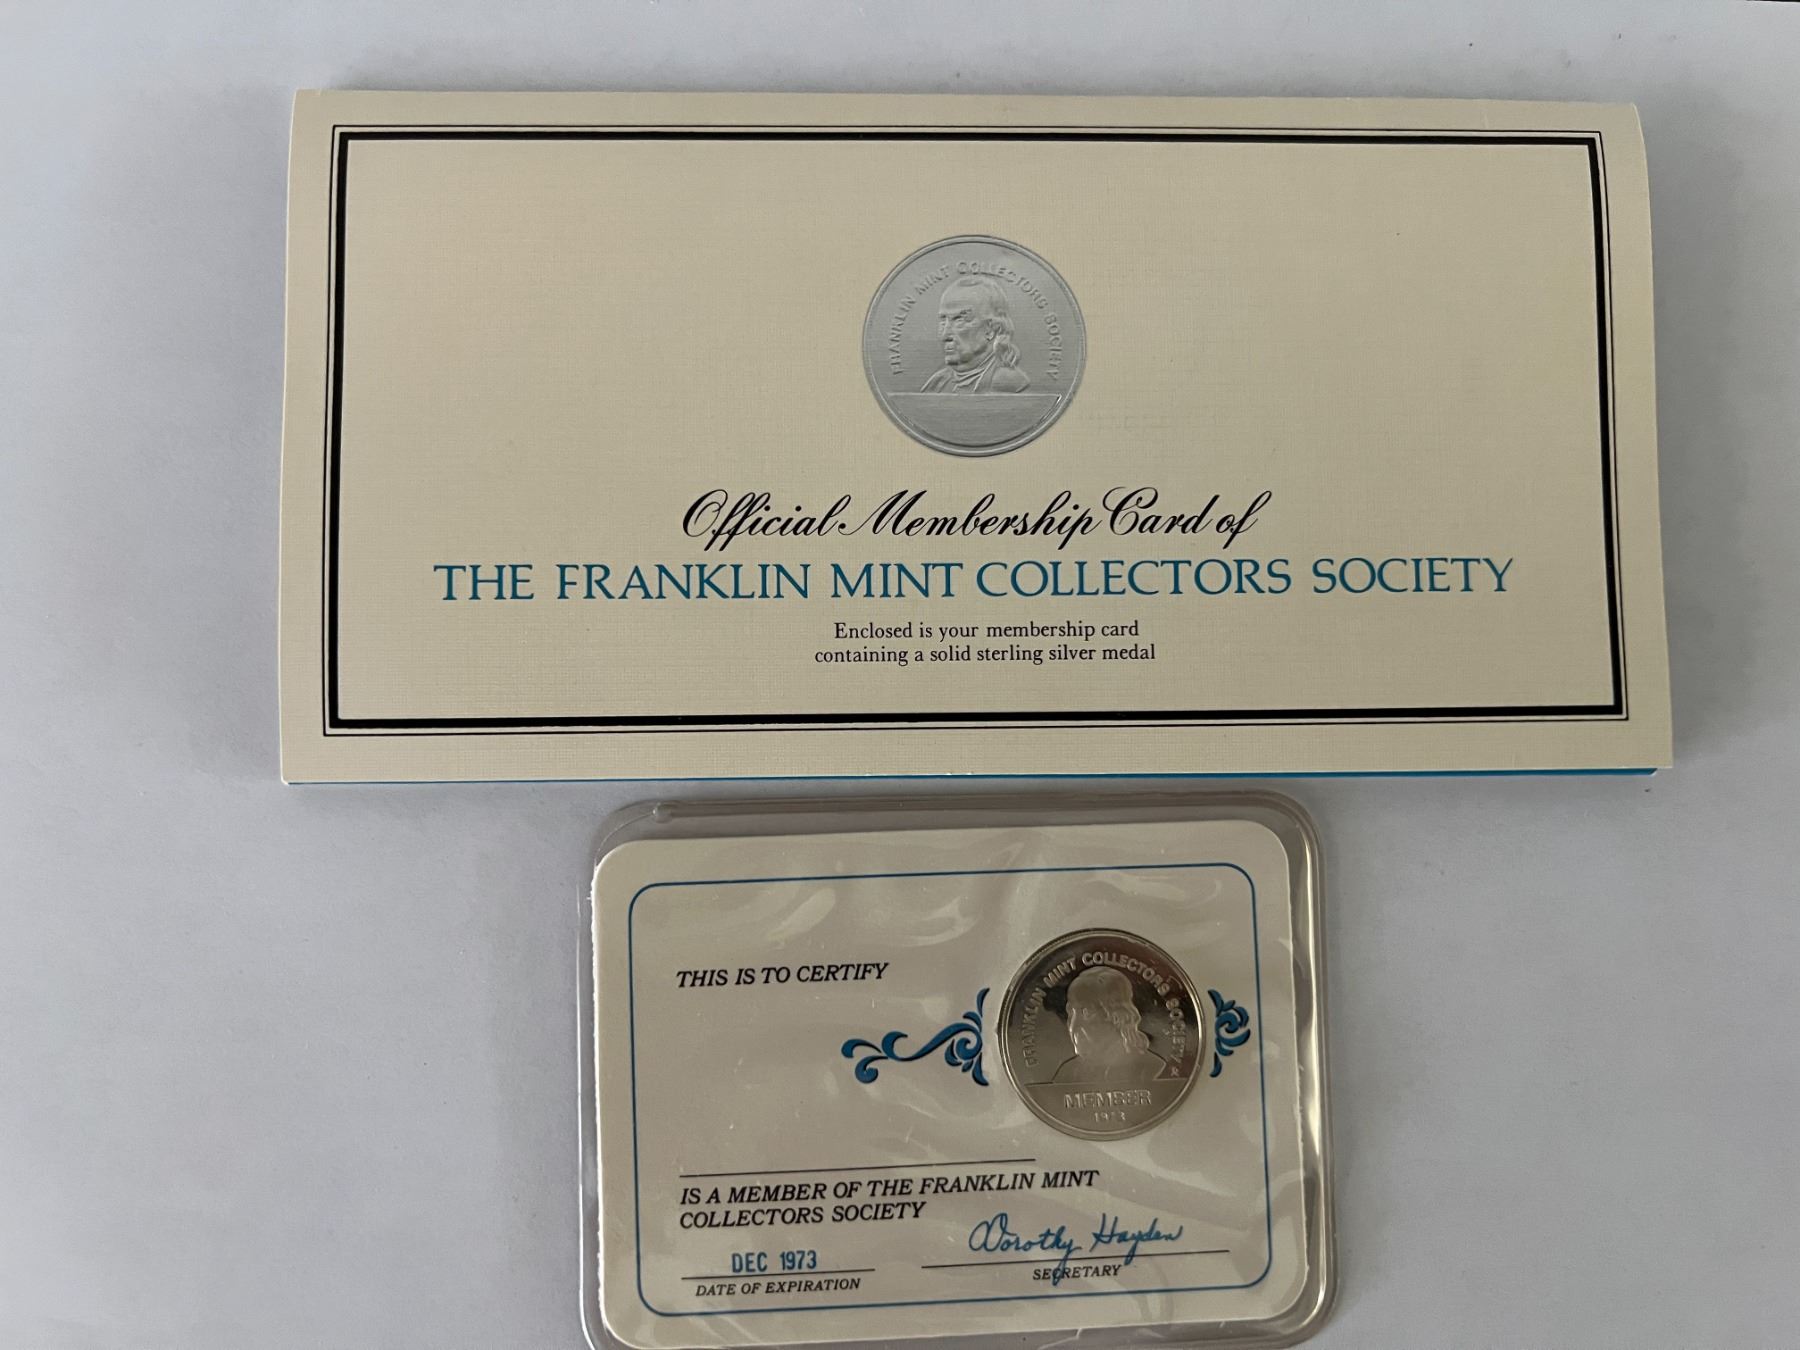 FRANKLIN MINT COLLECTORS SOCIETY
Official Membership Card of
THE FRANKLIN MINT COLLECTORS SOCIETY
Enclosed is your membership card
containing a solid sterling silver medal
THIS IS TO CERTIFY
FRANKLIN MINT COLLECTORS SOCIETY
MEMBER
1973
IS A MEMBER OF THE FRANKLIN MINT
COLLECTORS SOCIETY
Dorothy Hayden
DEC 1973
SECRETARY
DATE OF EXPIRATION